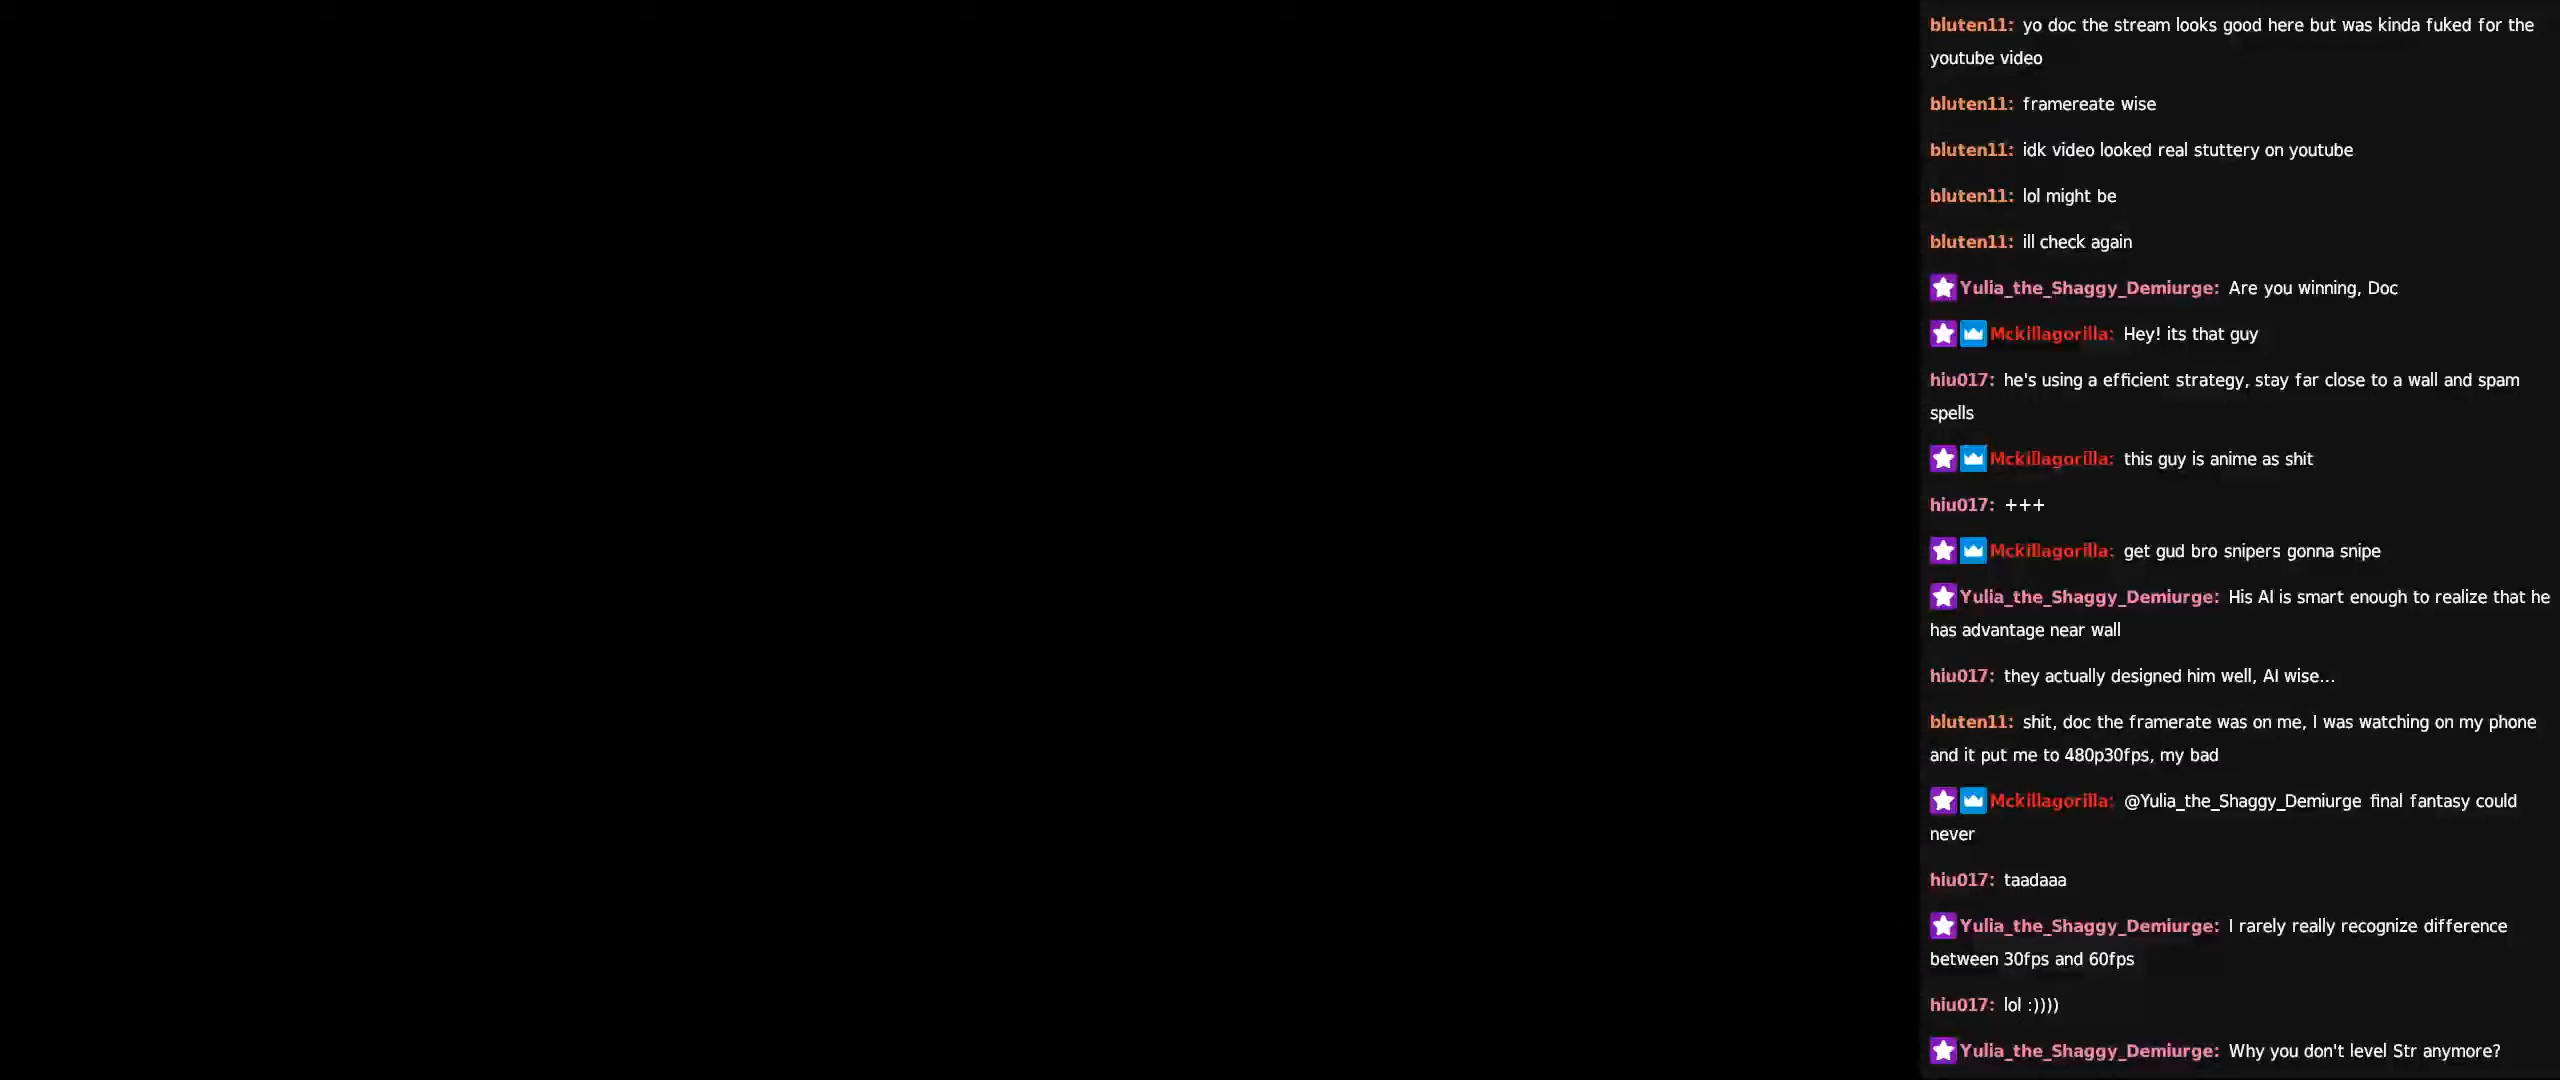 bluten11: yo doc the stream looks good here but was kinda fuked for the
youtube video
bluten11: framereate wise
bluten11: idk video looked real stuttery on youtube
bluten11: lol might be
bluten11: ill check again
Yulia_the_Shaggy_Demiurge: Are you winning, Doc
Mckillagorilla: Hey! its that guy
hiu017: he's using a efficient strategy, stay far close to a wall and spam
spells
Mckillagorilla: this guy is anime as shit
hiu017: +++
Mckillagorilla: get gud bro snipers gonna snipe
Yulia_the_Shaggy_Demiurge: His AI is smart enough to realize that he
has advantage near wall
hiu017: they actually designed him well, AI wise...
bluten11: shit, doc the framerate was on me, I was watching on my phone
and it put me to 480p30fps, my bad
Mckillagorilla: @Yulia_the_Shaggy_Demiurge final fantasy could
never
hiu017: taadaaa
Yulia_the_Shaggy_Demiurge: I rarely really recognize difference
between 30fps and 60fps
hiu017: lol :))))
Yulia_the_Shaggy_Demiurge: Why you don't level Str anymore?